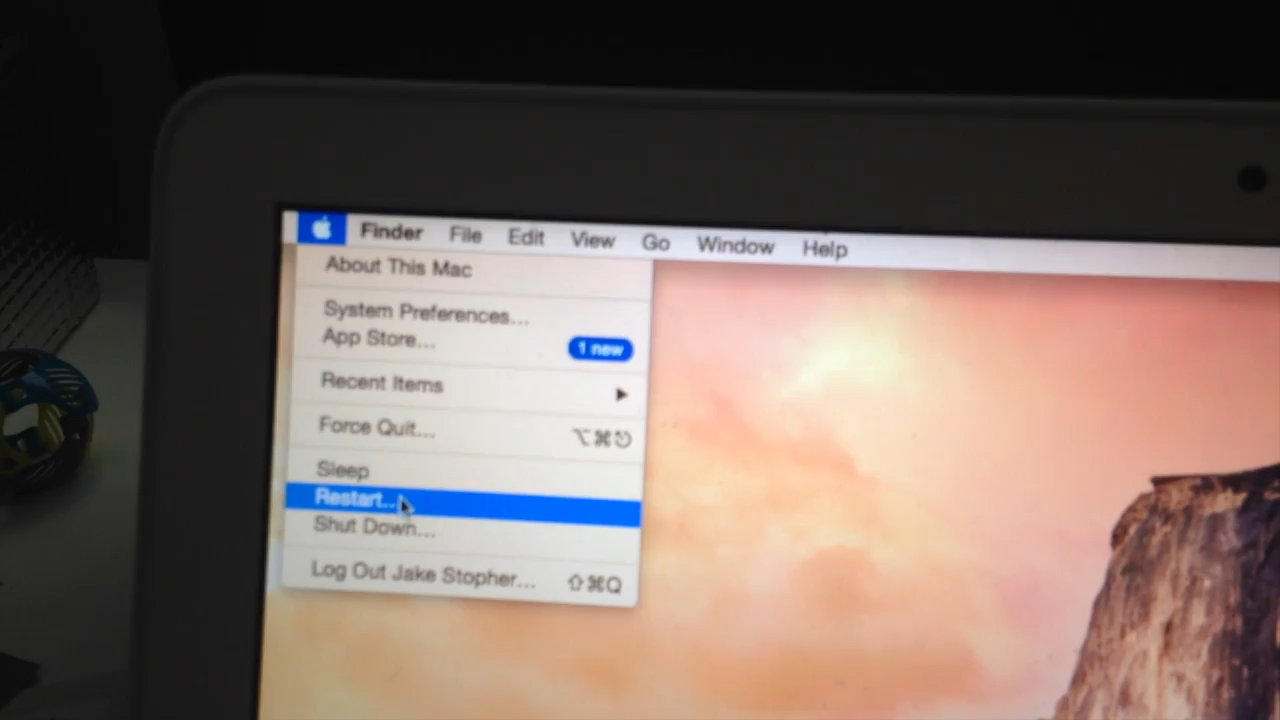 Finder File Edit View Go Window Help
About This Mac
System Preferences...
App Store... 1 new
Recent Items ▶
Force Quit... ⌥⌘⎋
Sleep
Restart...
Shut Down...
Log Out Jake Stopher... ⇧⌘Q